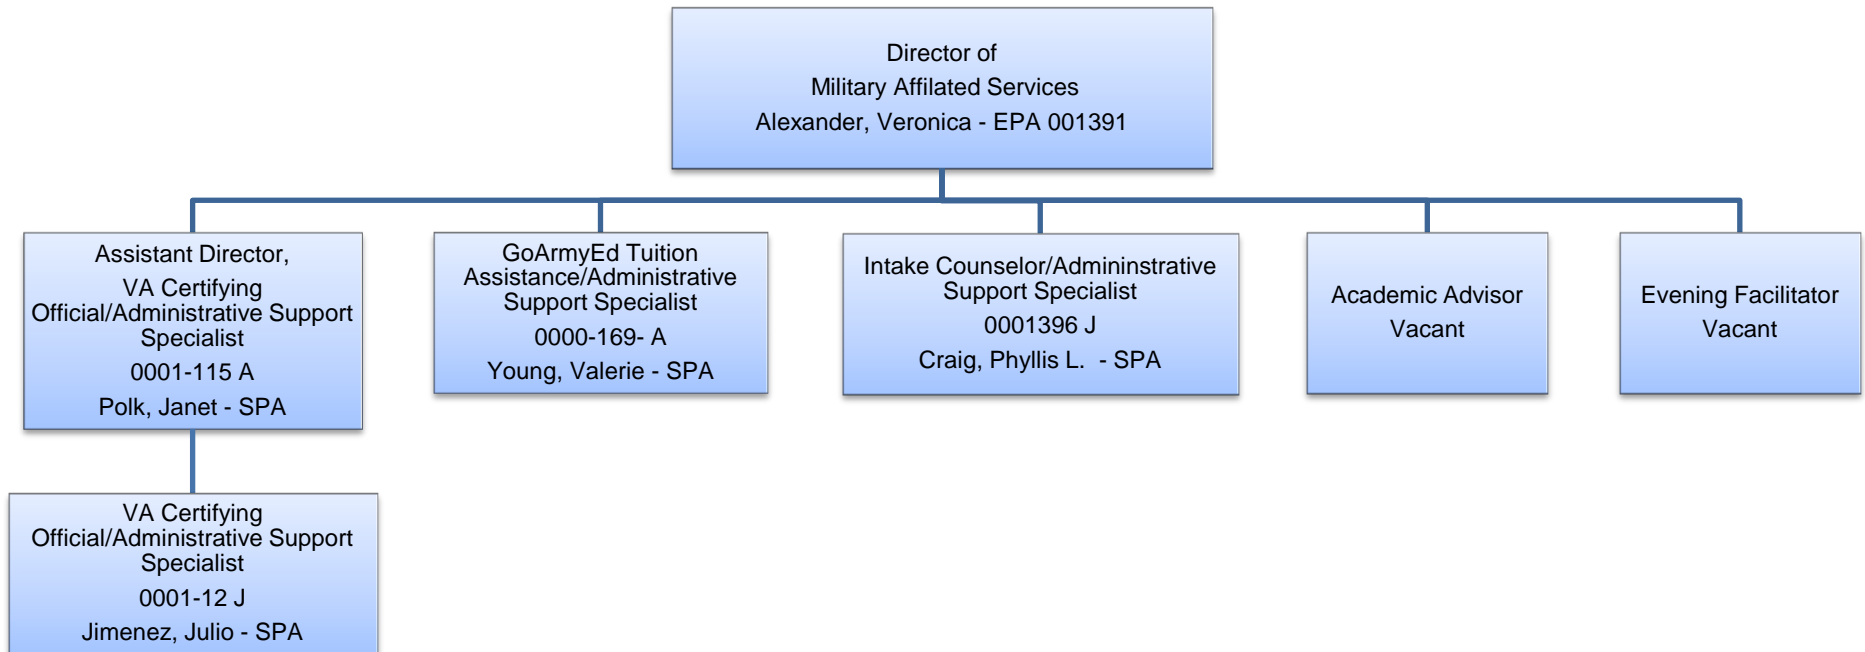 Director of
Military Affilated Services
Alexander, Veronica - EPA 001391
Assistant Director,
VA Certifying
Official/Administrative Support
Specialist
0001-115 A
Polk, Janet - SPA
GoArmyEd Tuition
Assistance/Administrative
Support Specialist
0000-169- A
Young, Valerie - SPA
Intake Counselor/Admininstrative
Support Specialist
0001396 J
Craig, Phyllis L.  - SPA
Academic Advisor
Vacant
Evening Facilitator
Vacant
VA Certifying
Official/Administrative Support
Specialist
0001-12 J
Jimenez, Julio - SPA